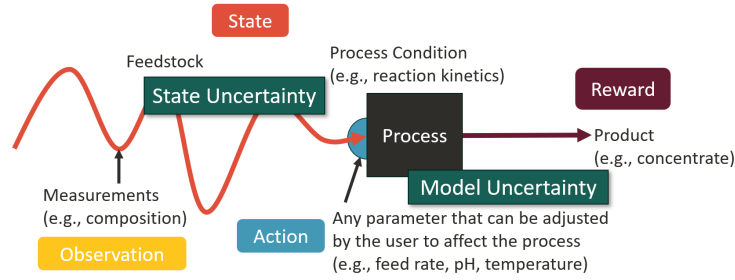 State
Feedstock
State Uncertainty
Process Condition
(e.g., reaction kinetics)
Reward
Process
Product
(e.g., concentrate)
Model Uncertainty
Measurements
(e.g., composition)
Observation
Action
Any parameter that can be adjusted
by the user to affect the process
(e.g., feed rate, pH, temperature)